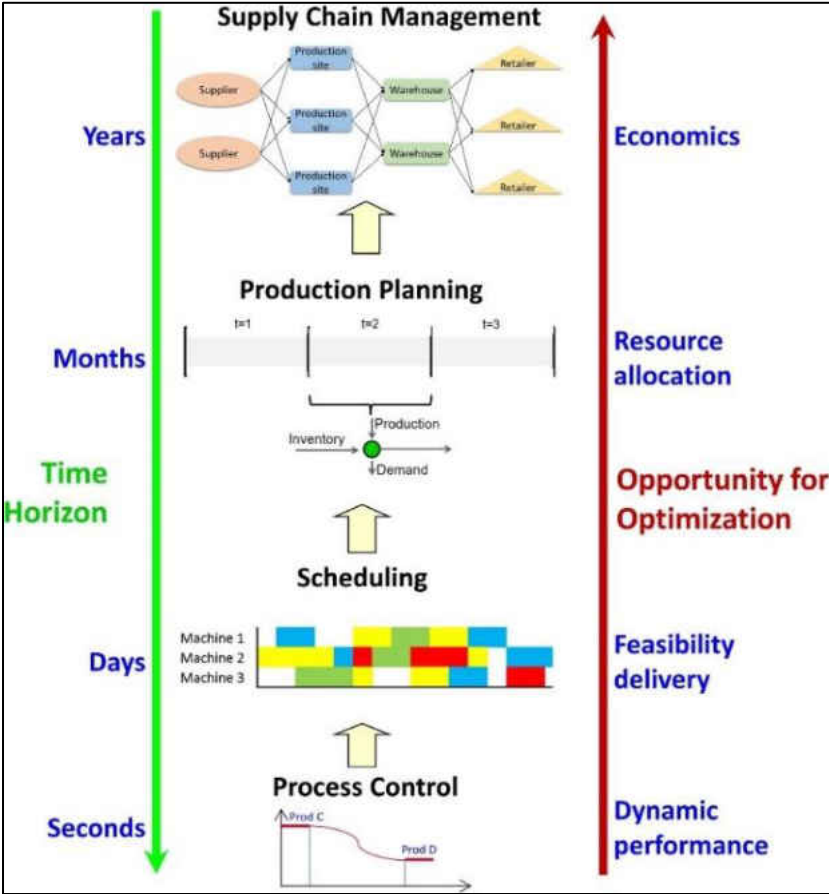 Supply Chain Management
Production
site
Retailer
Supplier
Warehouse
Years
Production
site
Retailer
Economics
Supplier
Warehouse
Production
site
Retailer
Production Planning
t=1
t=2
t=3
Months
Resource
allocation
Production
Inventory
Demand
Time
Horizon
Opportunity for
Optimization
Scheduling
Machine 1
Days
Machine 2
Machine 3
Feasibility
delivery
Process Control
Seconds
Prod C
Prod D
Dynamic
performance